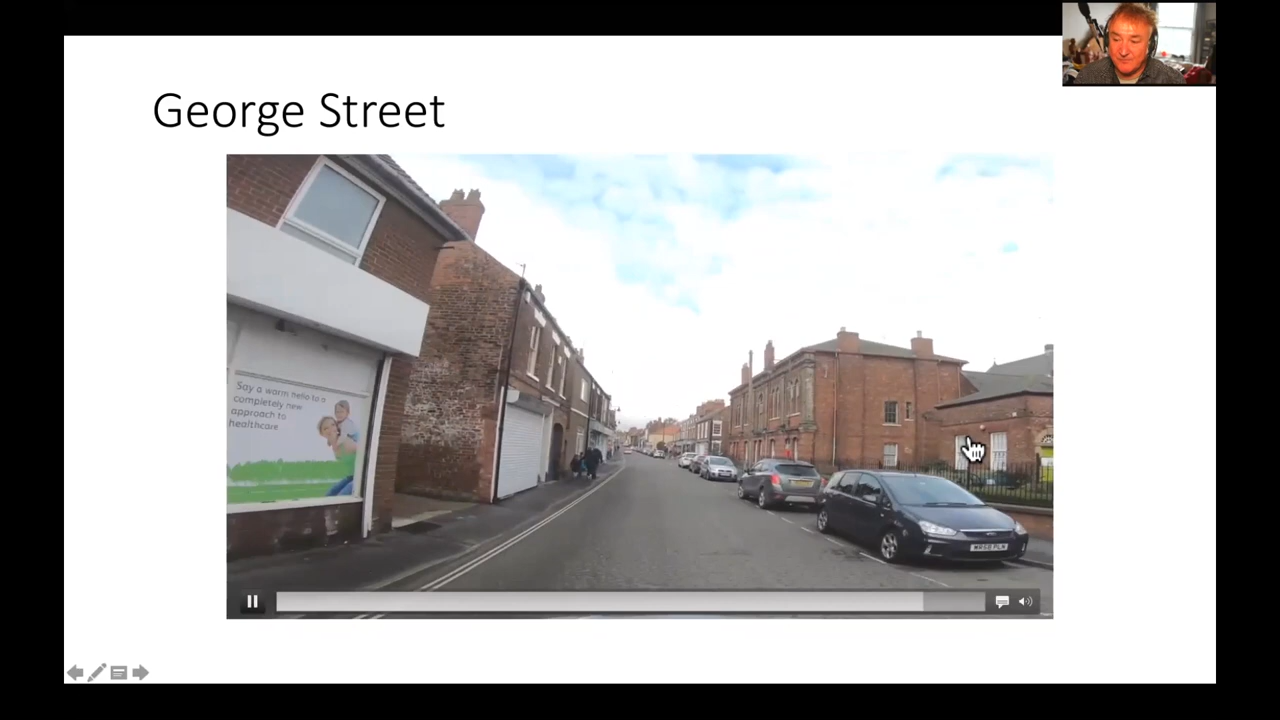 George Street
Say a warm hello to a
completely new
approach to
healthcare